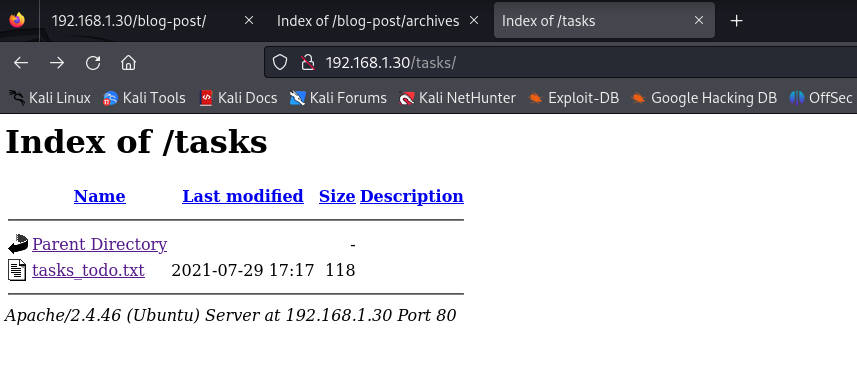 192.168.1.30/blog-post/ Index of /blog-post/archives Index of /tasks
192.168.1.30/tasks/
Kali Linux Kali Tools Kali Docs Kali Forums Kali NetHunter Exploit-DB Google Hacking DB OffSec
Index of /tasks
Name Last modified Size Description
Parent Directory -
tasks_todo.txt 2021-07-29 17:17 118
Apache/2.4.46 (Ubuntu) Server at 192.168.1.30 Port 80